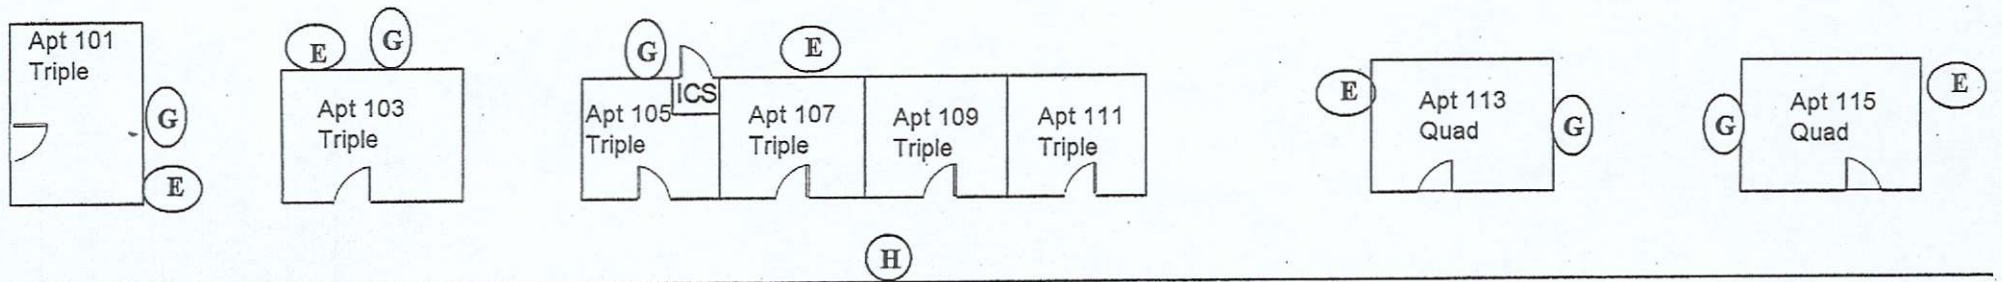 Apt 101
Triple
G
E
E
G
Apt 103
Triple
G
E
ICS
Apt 105
Triple
Apt 107
Triple
Apt 109
Triple
Apt 111
Triple
H
E
Apt 113
Quad
G
G
Apt 115
Quad
E